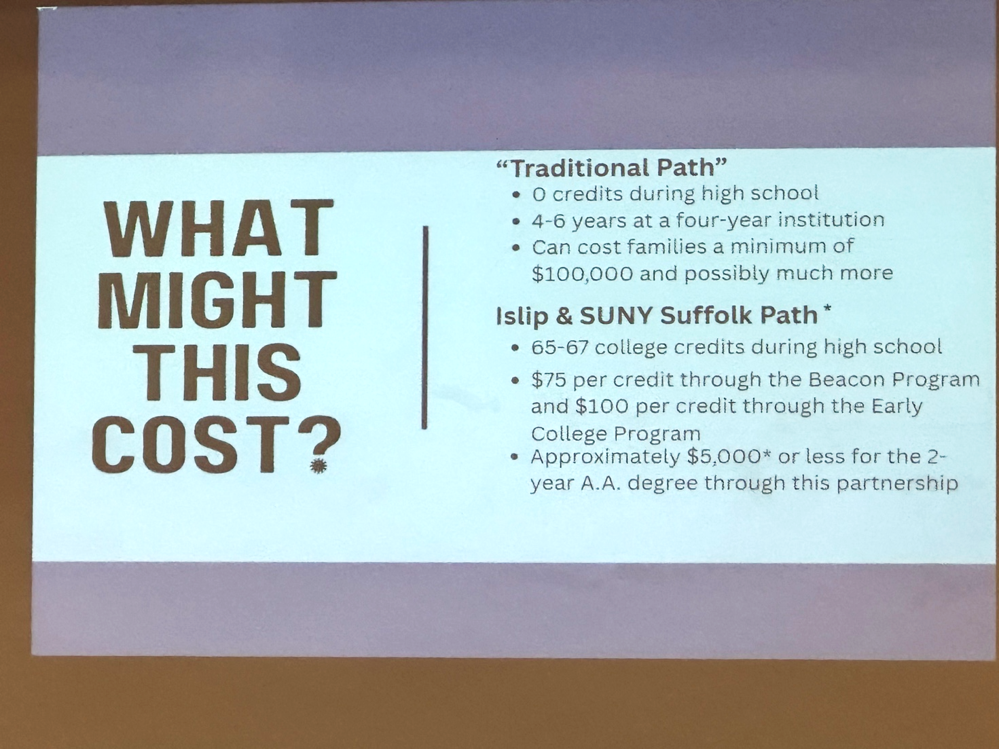 WHAT
MIGHT
THIS
COST?
“Traditional Path”
• 0 credits during high school
• 4-6 years at a four-year institution
• Can cost families a minimum of
$100,000 and possibly much more
Islip & SUNY Suffolk Path *
• 65-67 college credits during high school
• $75 per credit through the Beacon Program
and $100 per credit through the Early
College Program
• Approximately $5,000* or less for the 2-
year A.A. degree through this partnership